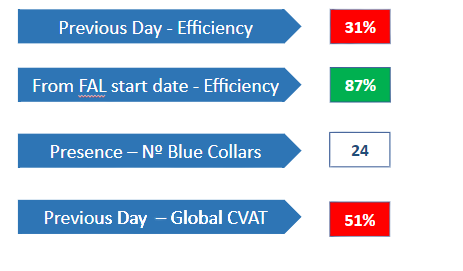 Previous Day - Efficiency 31%
From FAL start date - Efficiency 87%
Presence – Nº Blue Collars 24
Previous Day – Global CVAT 51%